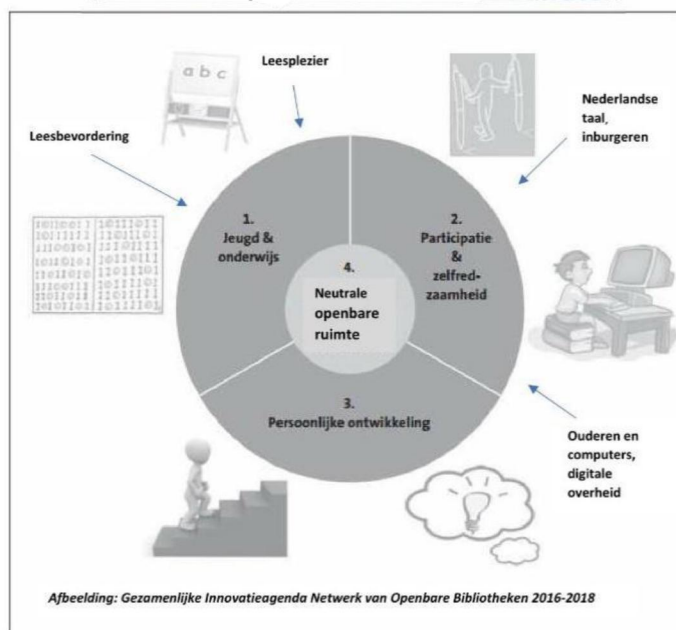 a b c
Leesplezier
Nederlandse
taal,
inburgeren
Leesbevordering
1.
Jeugd &
onderwijs
2.
Participatie
&
zelfred-
zaamheid
4.
Neutrale
openbare
ruimte
3.
Persoonlijke ontwikkeling
Ouderen en
computers,
digitale
overheid
Afbeelding: Gezamenlijke Innovatieagenda Netwerk van Openbare Bibliotheken 2016-2018